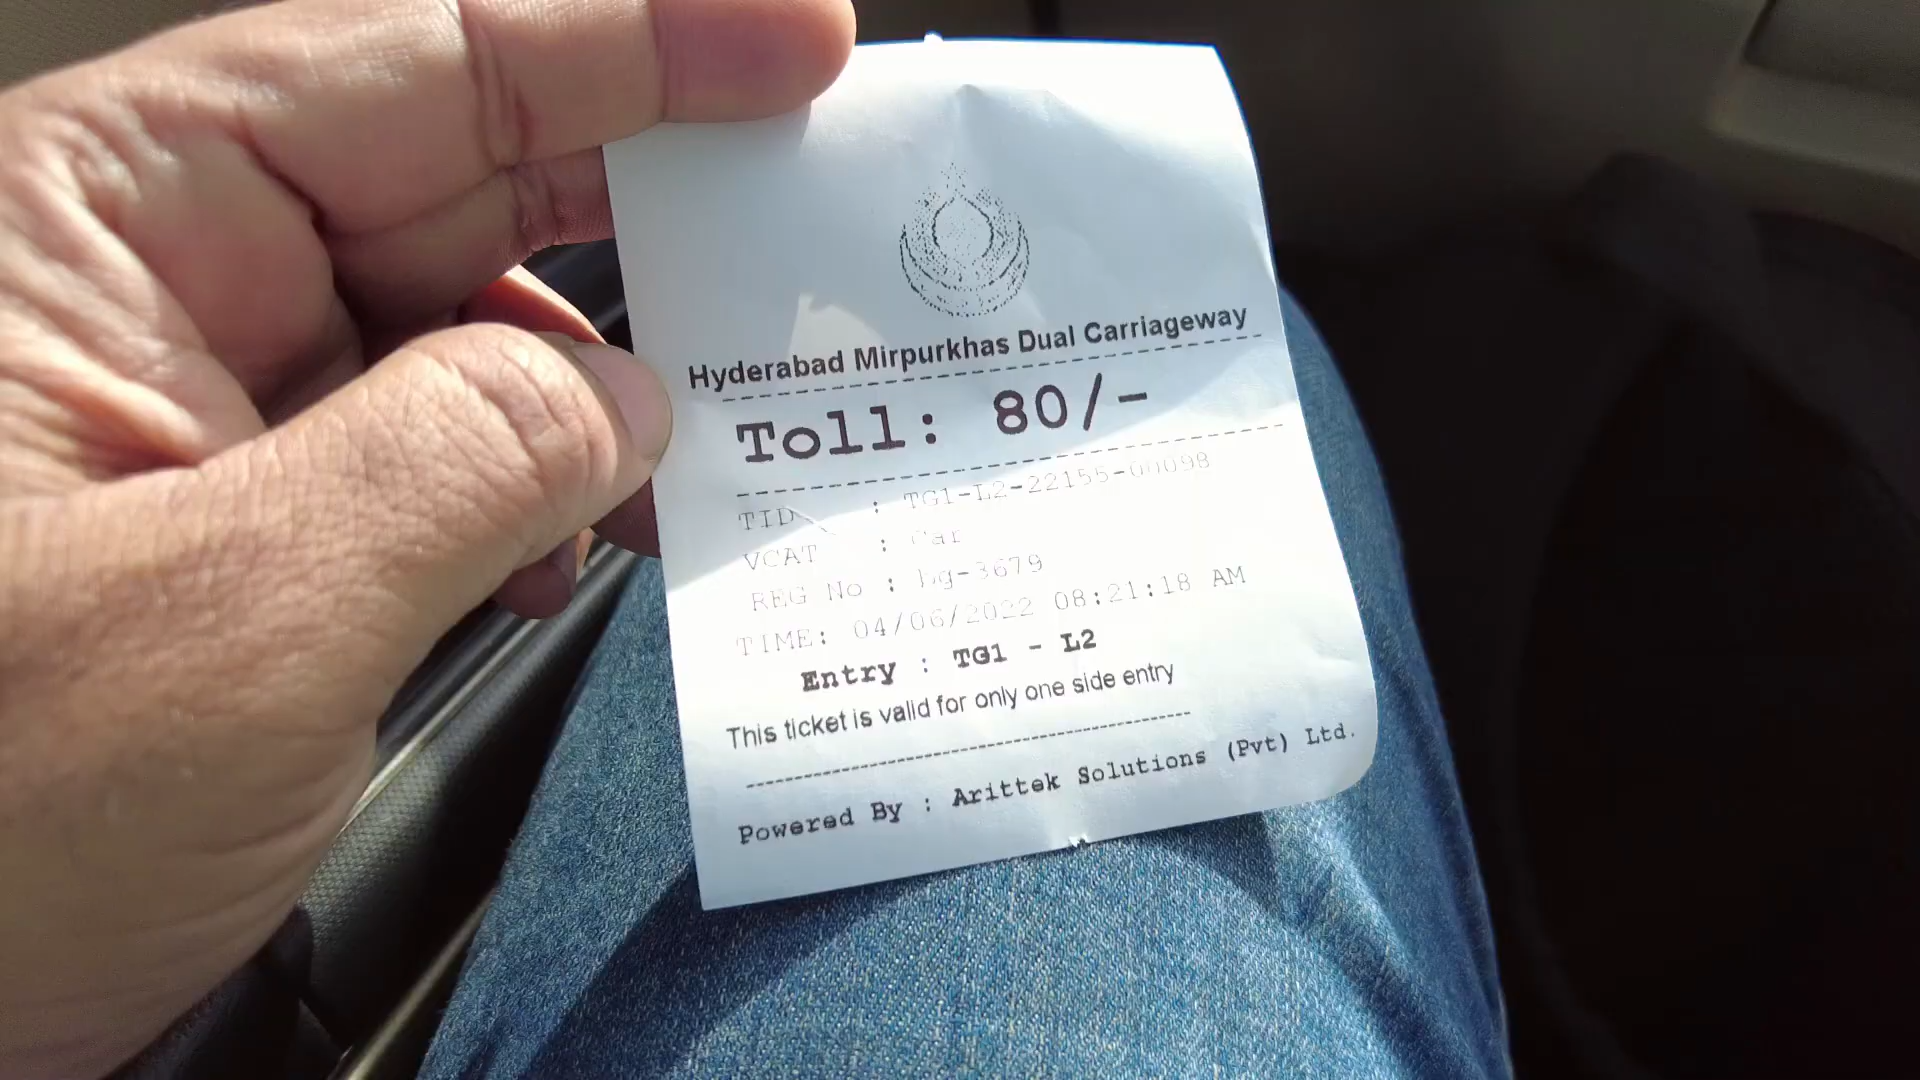 Hyderabad Mirpurkhas Dual Carriageway
Toll: 80/-
TID : TG1-L2-22155-00098
VCAT : Car
REG No : bg-3679
TIME: 04/06/2022 08:21:18 AM
Entry : TG1 - L2
This ticket is valid for only one side entry
Powered By : Arittek Solutions (Pvt) Ltd.